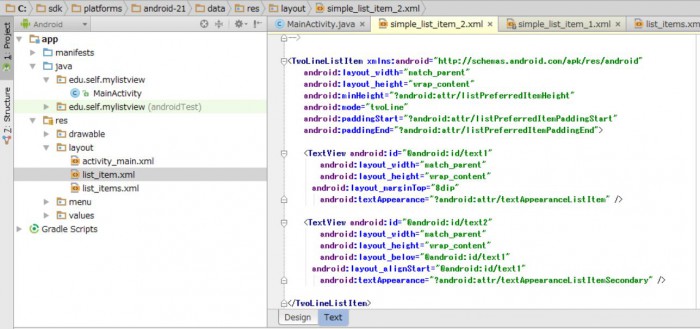 C: sdk platforms android-21 data res layout simple_list_item_2.xml
Android
MainActivity.java simple_list_item_2.xml simple_list_item_1.xml list_items.xml
1: Project
7: Structure
app
manifests
java
edu.self.mylistview
MainActivity
edu.self.mylistview (androidTest)
res
drawable
layout
activity_main.xml
list_item.xml
list_items.xml
menu
values
Gradle Scripts
-->
<TwoLineListItem xmlns:android="http://schemas.android.com/apk/res/android"
android:layout_width="match_parent"
android:layout_height="wrap_content"
android:minHeight="?android:attr/listPreferredItemHeight"
android:mode="twoLine"
android:paddingStart="?android:attr/listPreferredItemPaddingStart"
android:paddingEnd="?android:attr/listPreferredItemPaddingEnd">
<TextView android:id="@android:id/text1"
android:layout_width="match_parent"
android:layout_height="wrap_content"
android:layout_marginTop="8dip"
android:textAppearance="?android:attr/textAppearanceListItem" />
<TextView android:id="@android:id/text2"
android:layout_width="match_parent"
android:layout_height="wrap_content"
android:layout_below="@android:id/text1"
android:layout_alignStart="@android:id/text1"
android:textAppearance="?android:attr/textAppearanceListItemSecondary" />
</TwoLineListItem>
Design Text